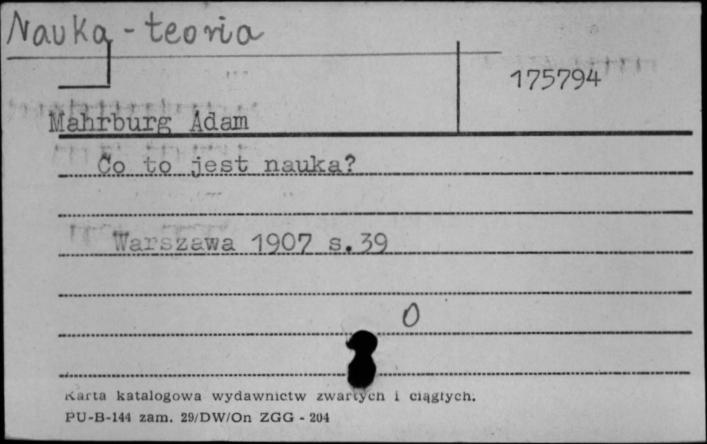 Nauka - teoria
175794
Mahrburg Adam
Co to jest nauka?
Warszawa 1907 s.39
O
Karta katalogowa wydawnictw zwartych i ciągłych.
PU-B-144 zam. 29/DW/On ZGG - 204